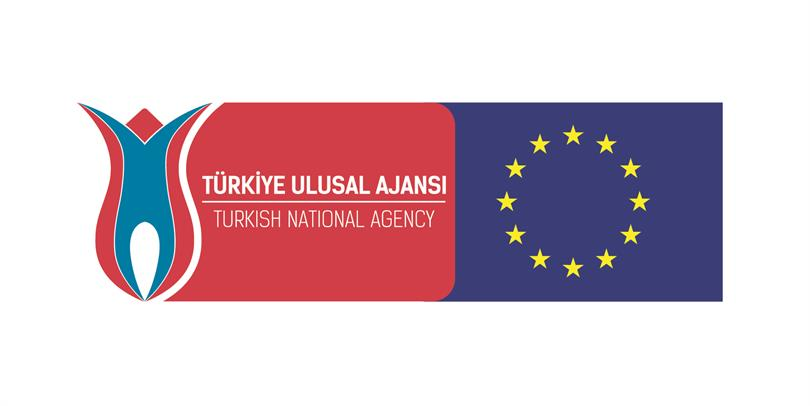 TÜRKİYE ULUSAL AJANSI
TURKISH NATIONAL AGENCY